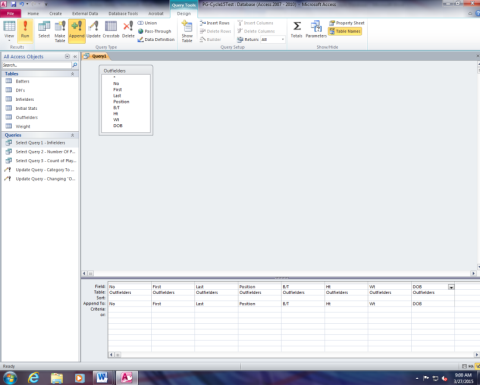 Query Tools
PG-Cycle1Test : Database (Access 2007 - 2010) - Microsoft Access
File Home Create External Data Database Tools Acrobat Design
View Run Select Make Table Append Update Crosstab Delete
Union
Pass-Through
Data Definition
Show Table
Insert Rows
Delete Rows
Builder
Insert Columns
Delete Columns
Return: All
Totals Parameters
Property Sheet
Table Names
Results Query Type Query Setup Show/Hide
All Access Objects
Search...
Tables
Batters
DH's
Infielders
Initial Stats
Outfielders
Weight
Queries
Select Query 1 - Infielders
Select Query 2 - Number Of P...
Select Query 3 - Count of Play...
Update Query - Category To ...
Update Query - Changing 'O...
Query1
Outfielders
*
No
First
Last
Position
B/T
Ht
Wt
DOB
Field: No First Last Position B/T Ht Wt DOB
Table: Outfielders Outfielders Outfielders Outfielders Outfielders Outfielders Outfielders Outfielders
Sort:
Append To: No First Last Position B/T Ht Wt DOB
Criteria:
or:
Ready
9:00 AM
3/27/2015